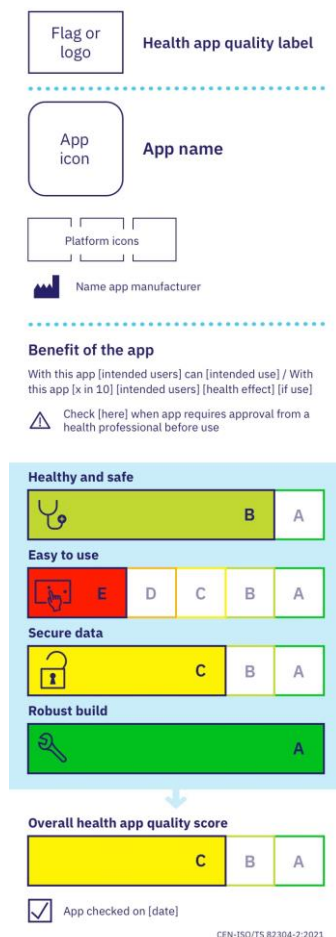 Flag or
logo
Health app quality label
App
icon
App name
Platform icons
Name app manufacturer
Benefit of the app
With this app [intended users] can [intended use] / With
this app [x in 10] [intended users] [health effect] [if use]
Check [here] when app requires approval from a
health professional before use
Healthy and safe
B A
Easy to use
E D C B A
Secure data
C B A
Robust build
A
Overall health app quality score
C B A
App checked on [date]
CEN-ISO/TS 82304-2:2021